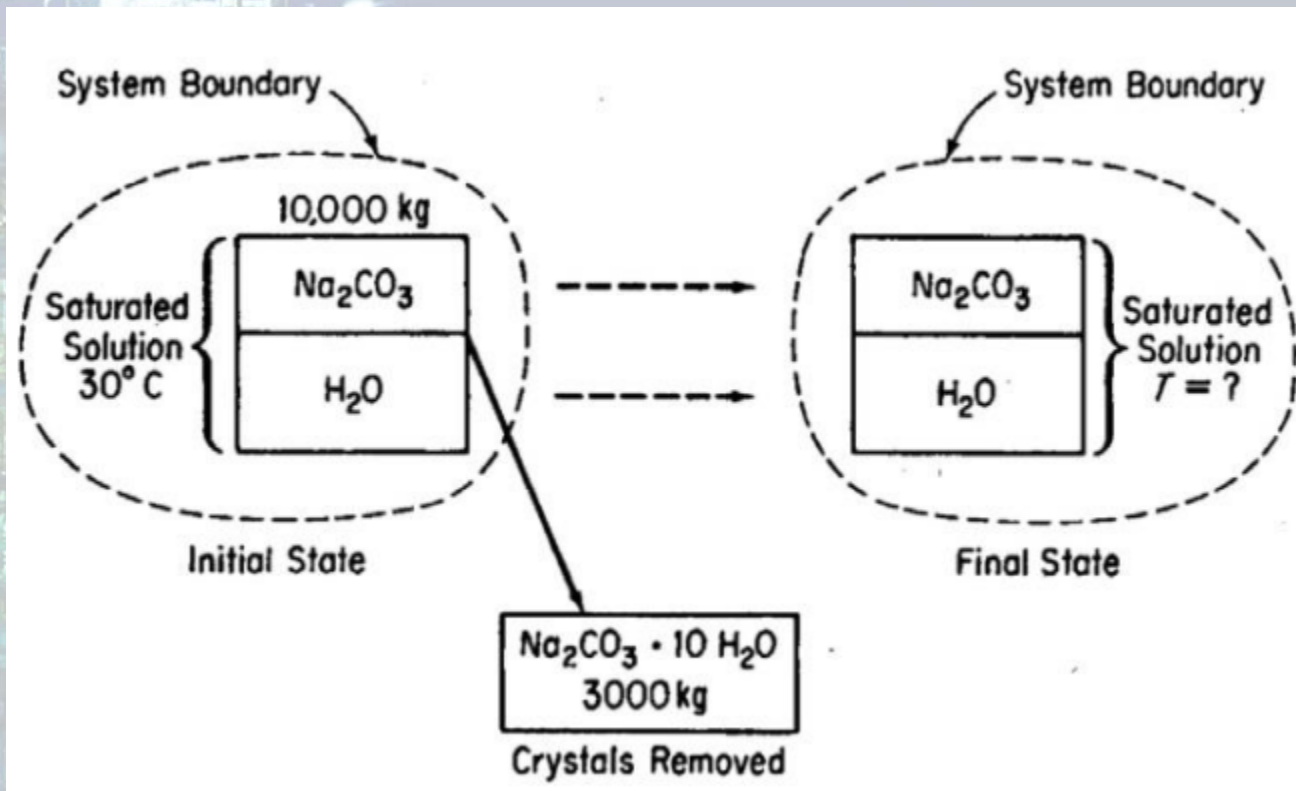 System Boundary
System Boundary
10,000 kg
Na₂CO₃
H₂O
Saturated
Solution
30° C
Na₂CO₃
H₂O
Saturated
Solution
T = ?
Initial State
Final State
Na₂CO₃ · 10 H₂O
3000 kg
Crystals Removed